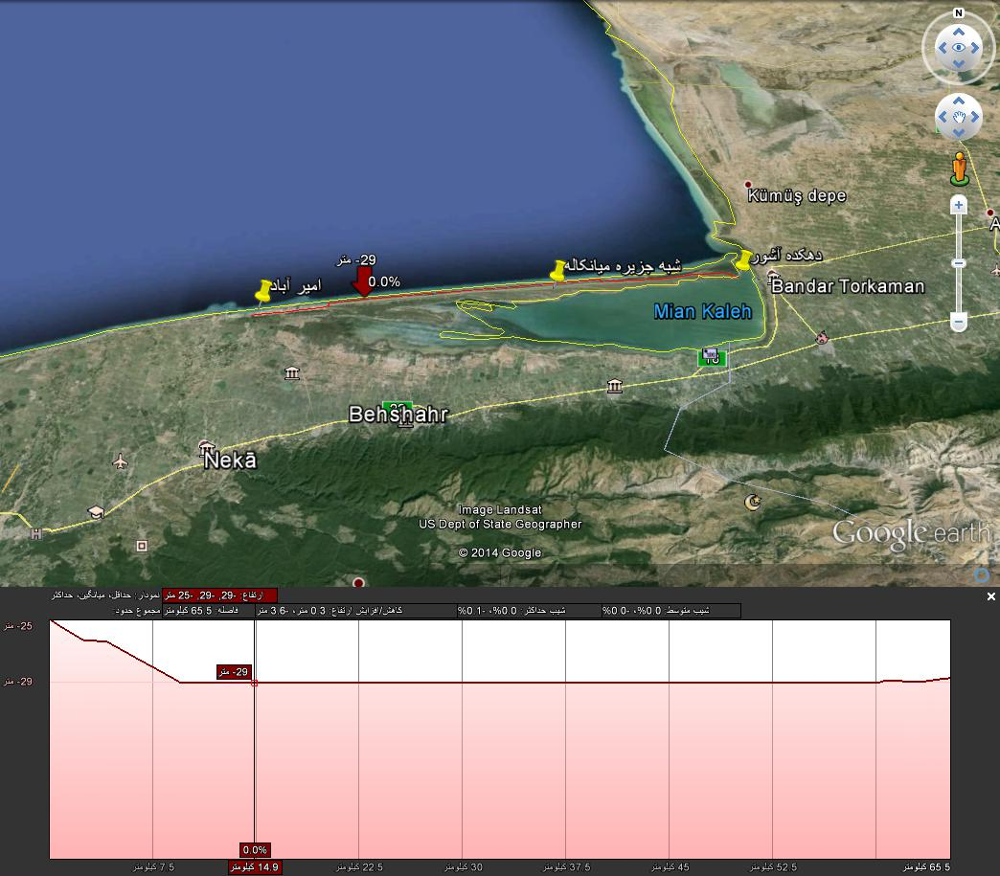 N
Kümüş depe
A
-29 متر
دهکده آشور
شبه جزیره میانکاله
امیر آباد
0.0%
Bandar Torkaman
Mian Kaleh
Behshahr
Nekā
Image Landsat
US Dept of State Geographer
© 2014 Google
Google earth
نمودار: حداقل، میانگین، حداکثر ارتفاع: -29, -29, -25 متر
مجموع حدود: فاصله: 65.5 کیلومتر کاهش/افزایش ارتفاع: 0.3 متر، -3.6 متر شیب حداکثر: 0.0%، -0.1% شیب متوسط: 0.0%، -0.0%
-25 متر
-29 متر
-29 متر
0.0%
7.5 کیلومتر
14.9 کیلومتر
22.5 کیلومتر
30 کیلومتر
37.5 کیلومتر
45 کیلومتر
52.5 کیلومتر
65.5 کیلومتر